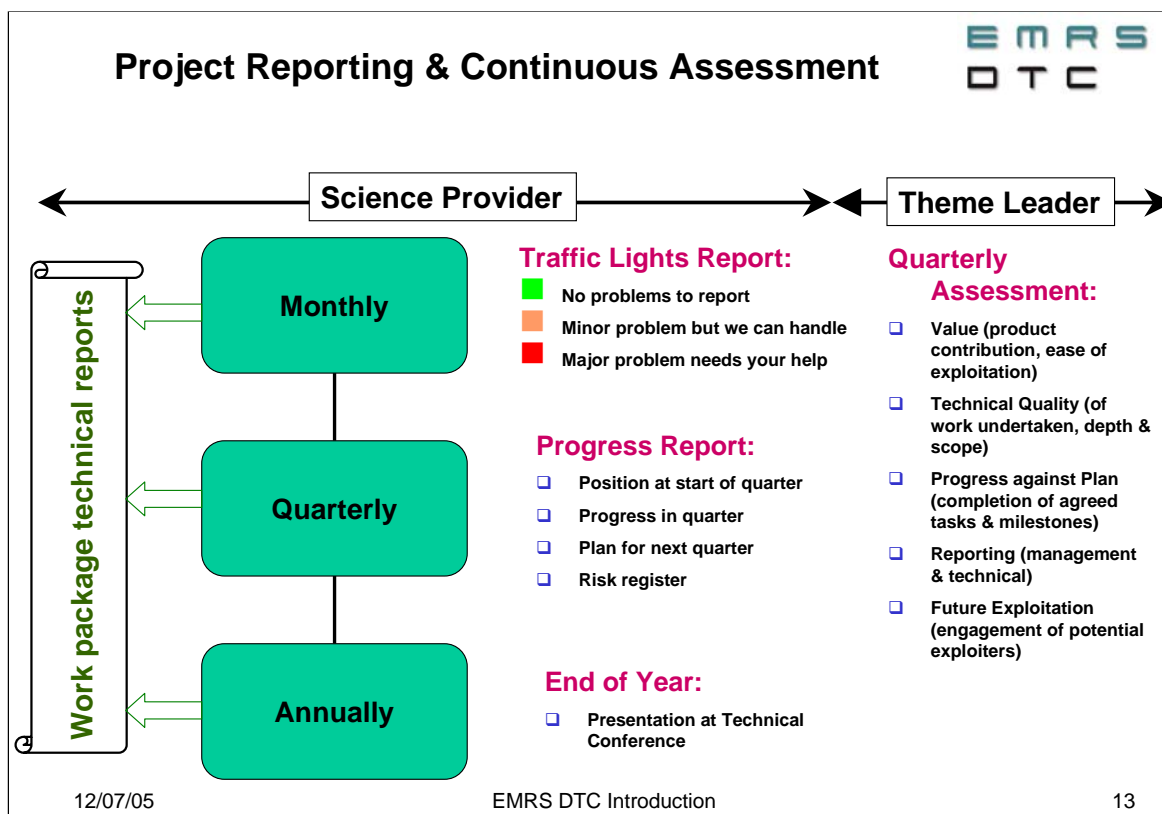 Project Reporting & Continuous Assessment
EMRS
DTC
Science Provider
Theme Leader
Work package technical reports
Monthly
Quarterly
Annually
Traffic Lights Report:
No problems to report
Minor problem but we can handle
Major problem needs your help
Progress Report:
Position at start of quarter
Progress in quarter
Plan for next quarter
Risk register
End of Year:
Presentation at Technical
Conference
Quarterly
Assessment:
Value (product
contribution, ease of
exploitation)
Technical Quality (of
work undertaken, depth &
scope)
Progress against Plan
(completion of agreed
tasks & milestones)
Reporting (management
& technical)
Future Exploitation
(engagement of potential
exploiters)
12/07/05
EMRS DTC Introduction
13